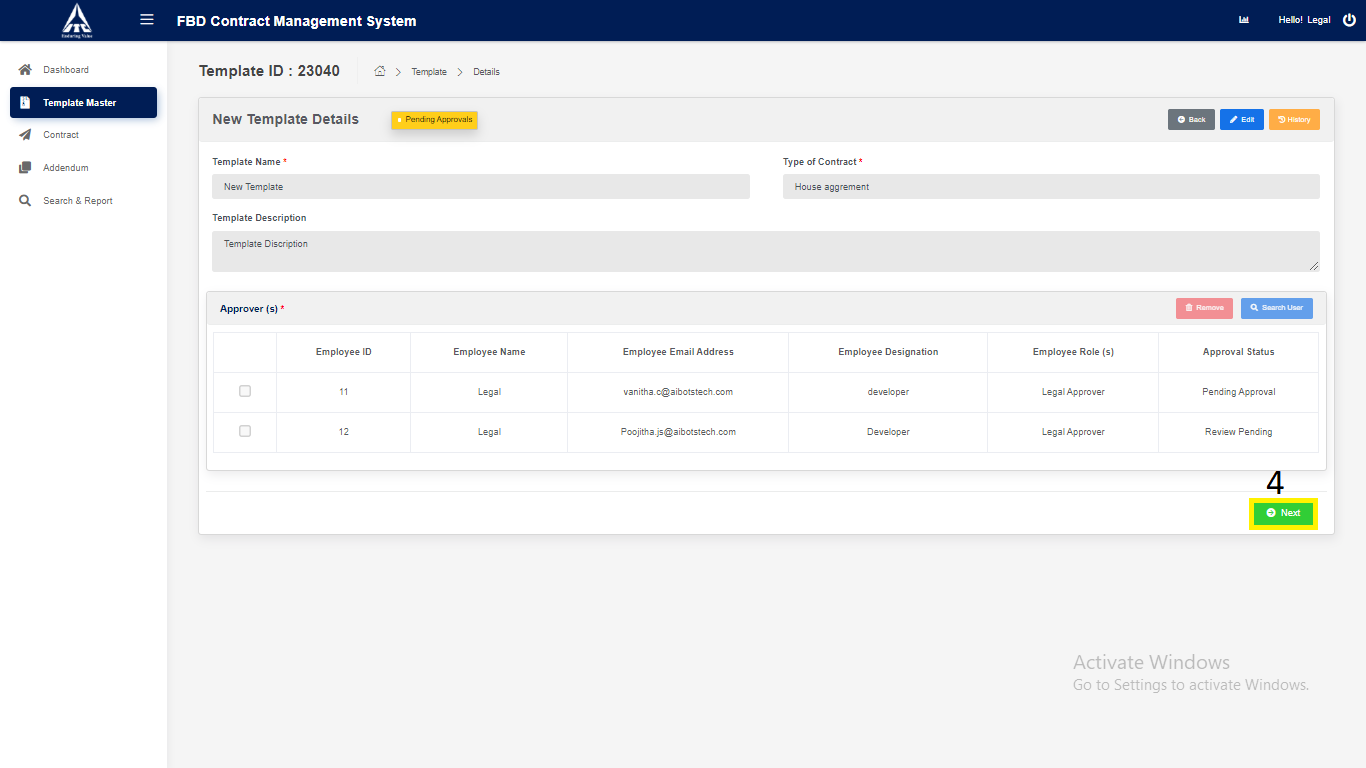 FBD Contract Management System
Hello! Legal
Dashboard
Template Master
Contract
Addendum
Search & Report
Template ID : 23040
Template
Details
New Template Details
Pending Approvals
Back
Edit
History
Template Name *
Type of Contract *
New Template
House aggrement
Template Description
Template Discription
Approver (s) *
Remove
Search User
Employee ID Employee Name Employee Email Address Employee Designation Employee Role (s) Approval Status
11 Legal vanitha.c@aibotstech.com developer Legal Approver Pending Approval
12 Legal Poojitha.js@aibotstech.com Developer Legal Approver Review Pending
4
Next
Activate Windows
Go to Settings to activate Windows.